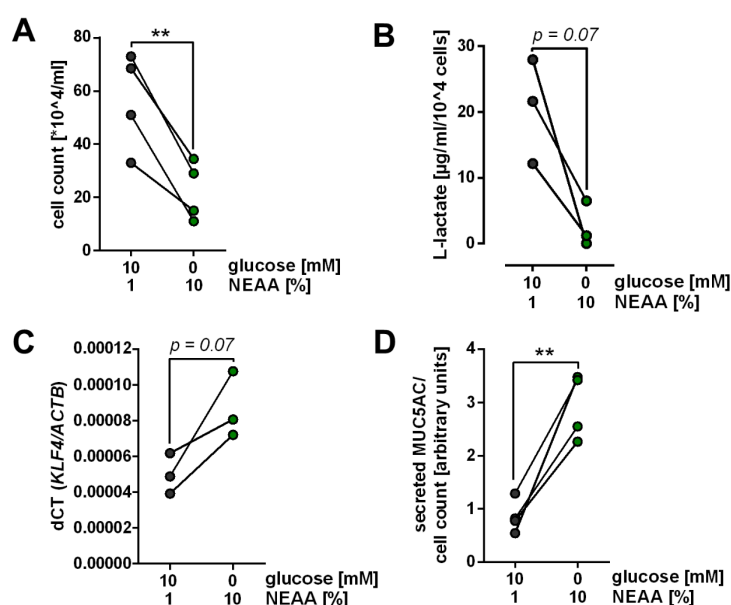 A
**
80
60
40
20
0
cell count [*10^4/ml]
10 0 glucose [mM]
1 10 NEAA [%]
B
p = 0.07
30
20
10
0
L-lactate [µg/ml/10^4 cells]
10 0 glucose [mM]
1 10 NEAA [%]
C
p = 0.07
0.00012
0.00010
0.00008
0.00006
0.00004
0.00002
0.00000
dCT (KLF4/ACTB)
10 0 glucose [mM]
1 10 NEAA [%]
D
**
4
3
2
1
0
secreted MUC5AC/
cell count [arbitrary units]
10 0 glucose [mM]
1 10 NEAA [%]